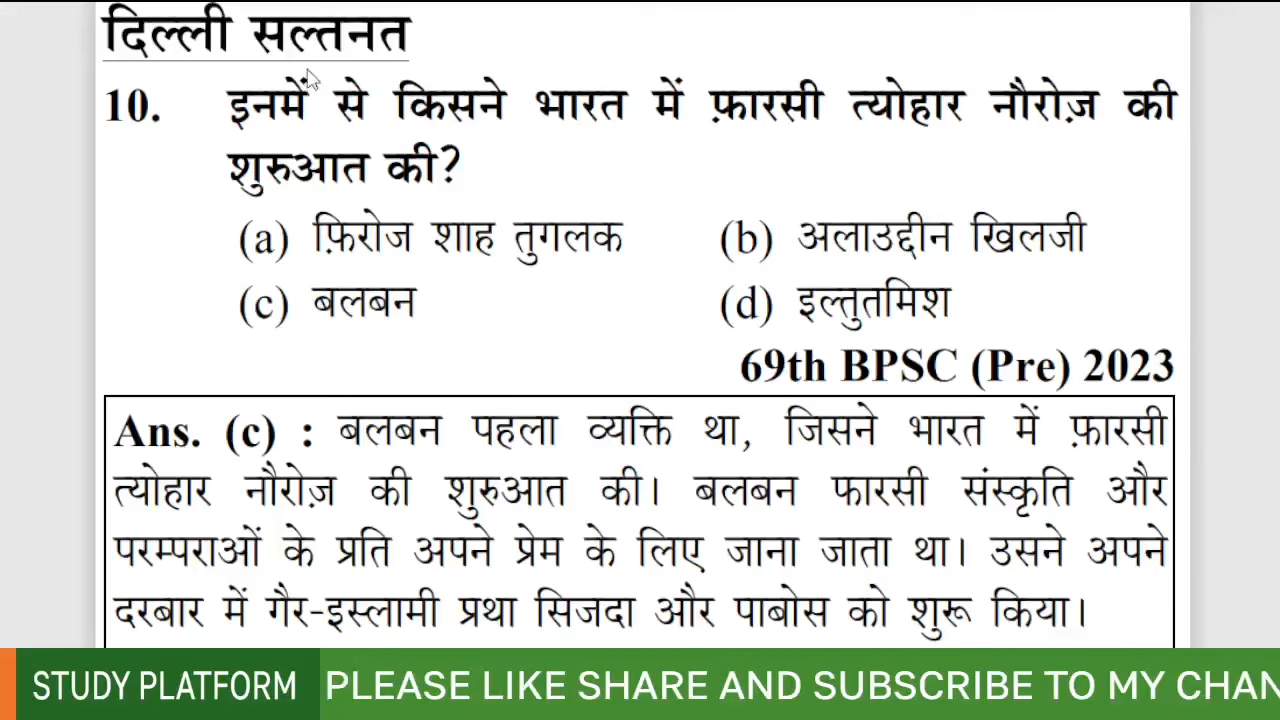 दिल्ली सल्तनत
10. इनमें से किसने भारत में फ़ारसी त्योहार नौरोज़ की
शुरुआत की?
(a) फ़िरोज शाह तुगलक (b) अलाउद्दीन खिलजी
(c) बलबन (d) इल्तुतमिश
69th BPSC (Pre) 2023
Ans. (c) : बलबन पहला व्यक्ति था, जिसने भारत में फ़ारसी
त्योहार नौरोज़ की शुरुआत की। बलबन फारसी संस्कृति और
परम्पराओं के प्रति अपने प्रेम के लिए जाना जाता था। उसने अपने
दरबार में गैर-इस्लामी प्रथा सिजदा और पाबोस को शुरू किया।
STUDY PLATFORM PLEASE LIKE SHARE AND SUBSCRIBE TO MY CHAN